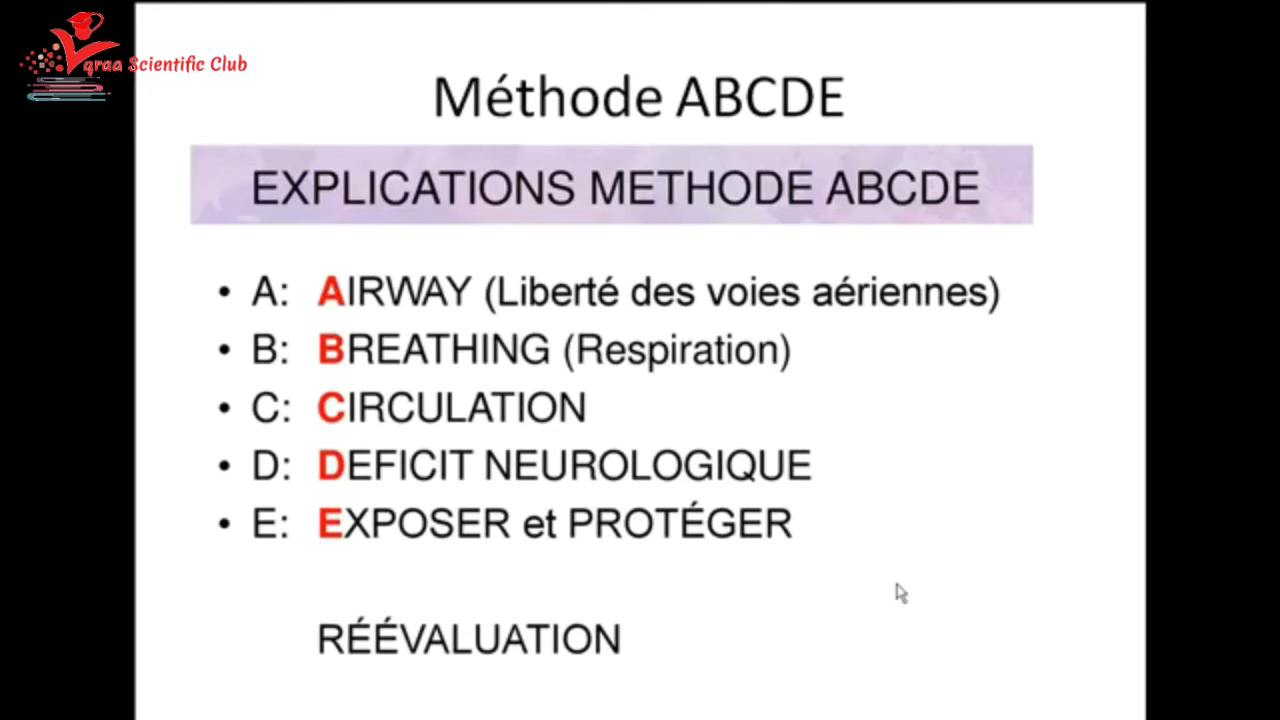 qraa Scientific Club
Méthode ABCDE
EXPLICATIONS METHODE ABCDE
• A: AIRWAY (Liberté des voies aériennes)
• B: BREATHING (Respiration)
• C: CIRCULATION
• D: DEFICIT NEUROLOGIQUE
• E: EXPOSER et PROTÉGER
RÉÉVALUATION